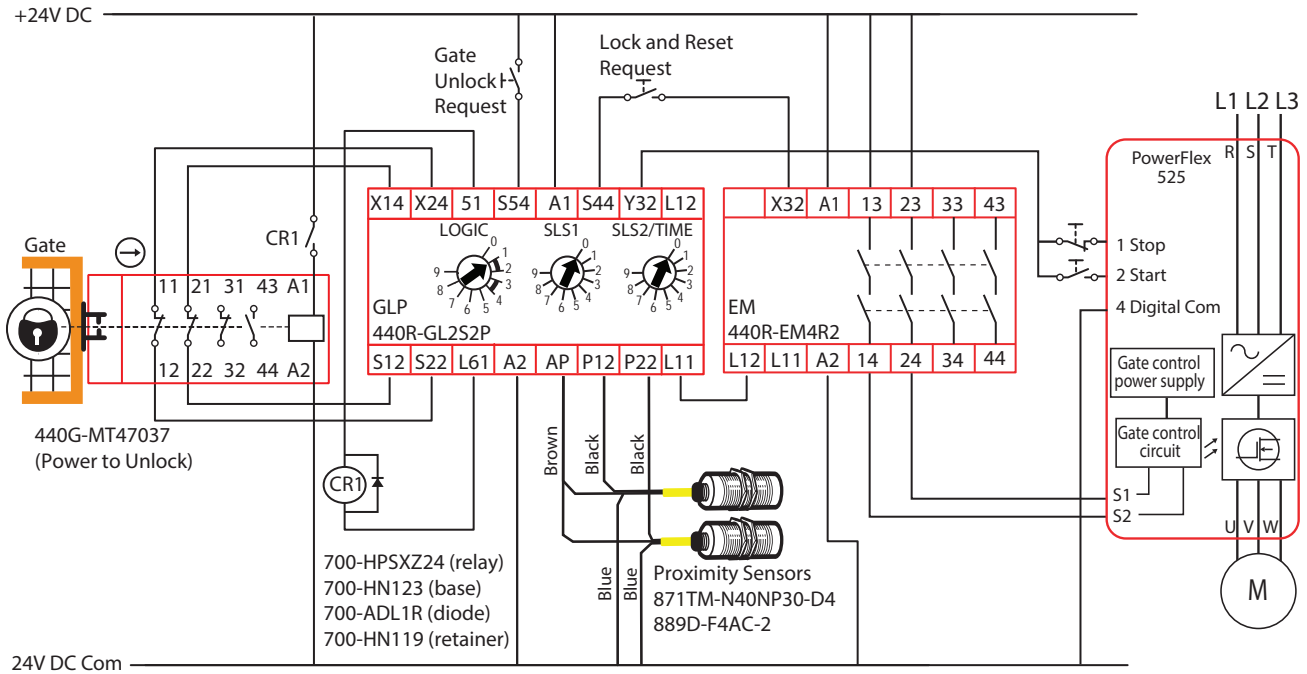 +24V DC
Gate
Unlock
Request
Lock and Reset
Request
L1 L2 L3
R S T
PowerFlex
525
X14 X24 51 S54 A1 S44 Y32 L12
X32 A1 13 23 33 43
LOGIC
0 1 2 3 4 5 6 7 8 9
SLS1
0 1 2 3 4 5 6 7 8 9
SLS2/TIME
0 1 2 3 4 5 6 7 8 9
CR1
Gate
11 21 31 43 A1
12 22 32 44 A2
GLP
440R-GL2S2P
EM
440R-EM4R2
S12 S22 L61 A2 AP P12 P22 L11
L12 L11 A2 14 24 34 44
1 Stop
2 Start
4 Digital Com
Gate control
power supply
Gate control
circuit
S1
S2
U V W
M
440G-MT47037
(Power to Unlock)
CR1
Brown
Black
Black
Blue
Blue
700-HPSXZ24 (relay)
700-HN123 (base)
700-ADL1R (diode)
700-HN119 (retainer)
Proximity Sensors
871TM-N40NP30-D4
889D-F4AC-2
24V DC Com